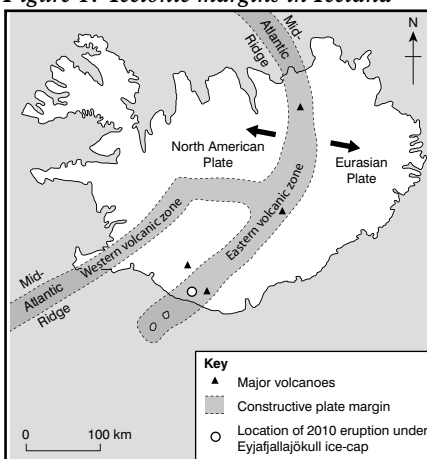 Figure 1: Tectonic margins in Iceland
Mid-
Atlantic
Ridge
N
North American
Plate
Eurasian
Plate
Eastern volcanic zone
Western volcanic zone
Mid-
Atlantic
Ridge
Key
Major volcanoes
Constructive plate margin
Location of 2010 eruption under
Eyjafjallajökull ice-cap
0 100 km